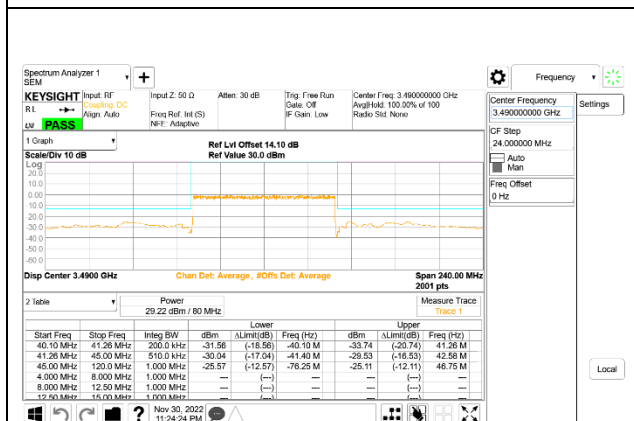 Spectrum Analyzer 1
SEM
Frequency
KEYSIGHT Input: RF Input Z: 50 Ω Atten: 30 dB Trig: Free Run Center Freq: 3.490000000 GHz
RL Coupling: DC Gate: Off Avg|Hold: 100.00% of 100
Align: Auto Freq Ref: Int (S) IF Gain: Low Radio Std: None
PASS NFE: Adaptive
Center Frequency
3.490000000 GHz
Settings
CF Step
24.000000 MHz
Auto
Man
Freq Offset
0 Hz
Local
1 Graph
Ref Lvl Offset 14.10 dB
Scale/Div 10 dB Ref Value 30.0 dBm
Log
20.0
10.0
0.00
-10.0
-20.0
-30.0
-40.0
-50.0
-60.0
Disp Center 3.4900 GHz Chan Det: Average, #Offs Det: Average Span 240.00 MHz
2001 pts
2 Table Power Measure Trace
29.22 dBm / 80 MHz Trace 1
Lower Upper
Start Freq Stop Freq Integ BW dBm ΔLimit(dB) Freq (Hz) dBm ΔLimit(dB) Freq (Hz)
40.10 MHz 41.26 MHz 200.0 kHz -31.56 (-18.56) -40.10 M -33.74 (-20.74) 41.26 M
41.26 MHz 45.00 MHz 510.0 kHz -30.04 (-17.04) -41.40 M -29.53 (-16.53) 42.58 M
45.00 MHz 120.0 MHz 1.000 MHz -25.57 (-12.57) -76.25 M -25.11 (-12.11) 46.75 M
4.000 MHz 8.000 MHz 1.000 MHz --- (---) --- --- (---) ---
8.000 MHz 12.50 MHz 1.000 MHz --- (---) --- --- (---) ---
12.50 MHz 15.00 MHz 1.000 MHz --- (---) --- --- (---) ---
? Nov 30, 2022
11:24:24 PM